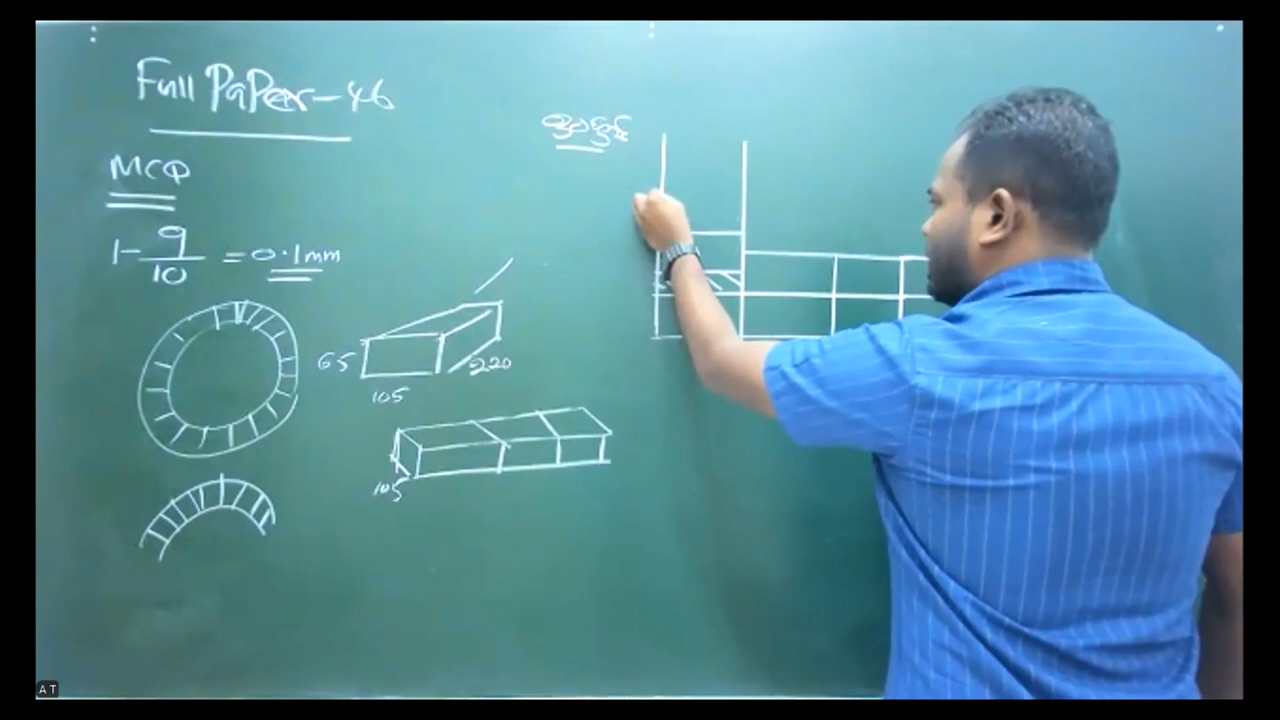 Full Paper - 46
MCQ
1 - 9/10 = 0.1mm
65
105
220
105
A T